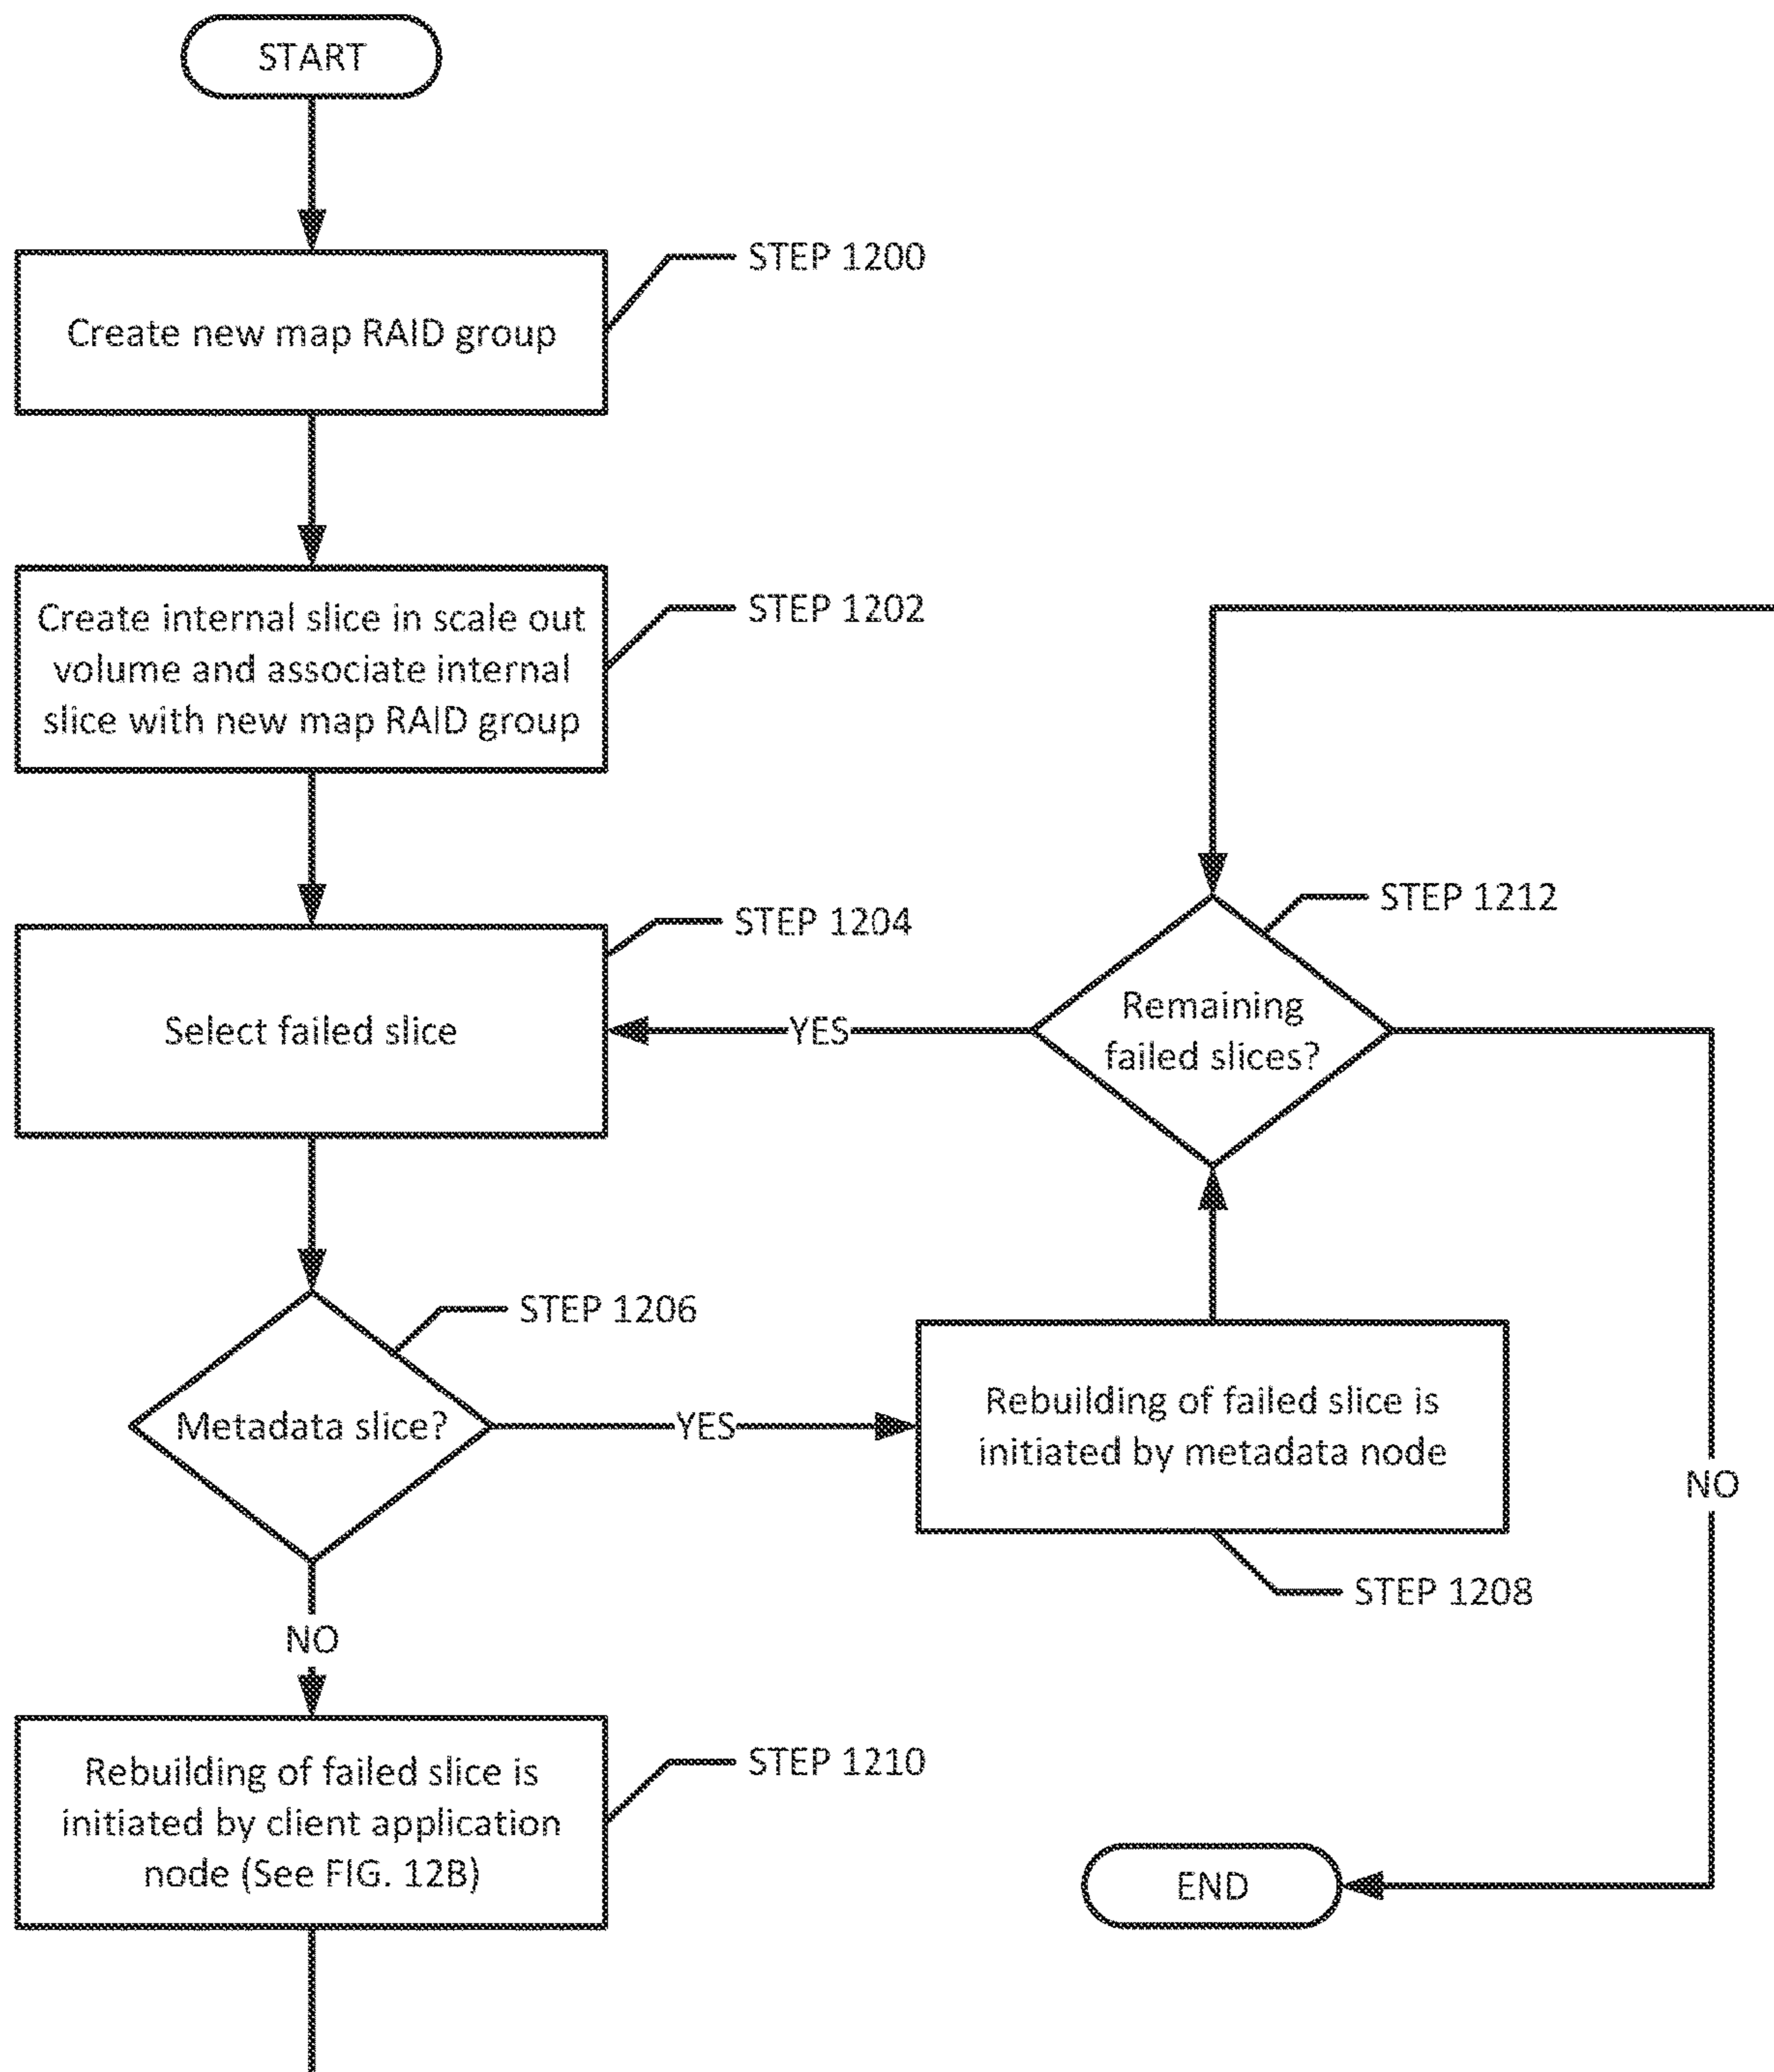 START
STEP 1200
Create new map RAID group
STEP 1202
Create internal slice in scale out
volume and associate internal
slice with new map RAID group
STEP 1204
Select failed slice
YES
STEP 1212
Remaining
failed slices?
STEP 1206
Metadata slice?
YES
Rebuilding of failed slice is
initiated by metadata node
NO
STEP 1208
NO
STEP 1210
Rebuilding of failed slice is
initiated by client application
node (See FIG. 12B)
END